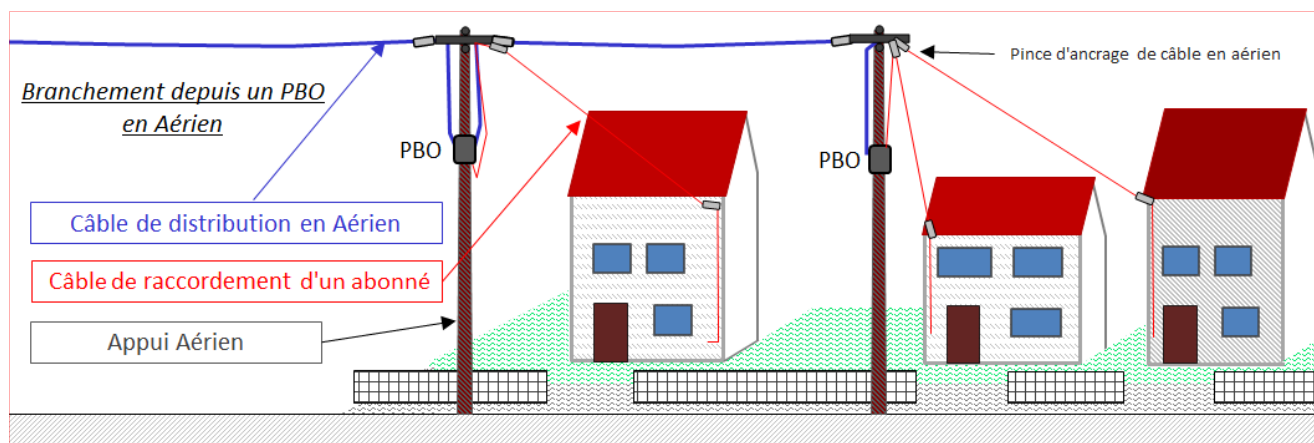 Branchement depuis un PBO
en Aérien
Pince d'ancrage de câble en aérien
PBO
PBO
Câble de distribution en Aérien
Câble de raccordement d'un abonné
Appui Aérien